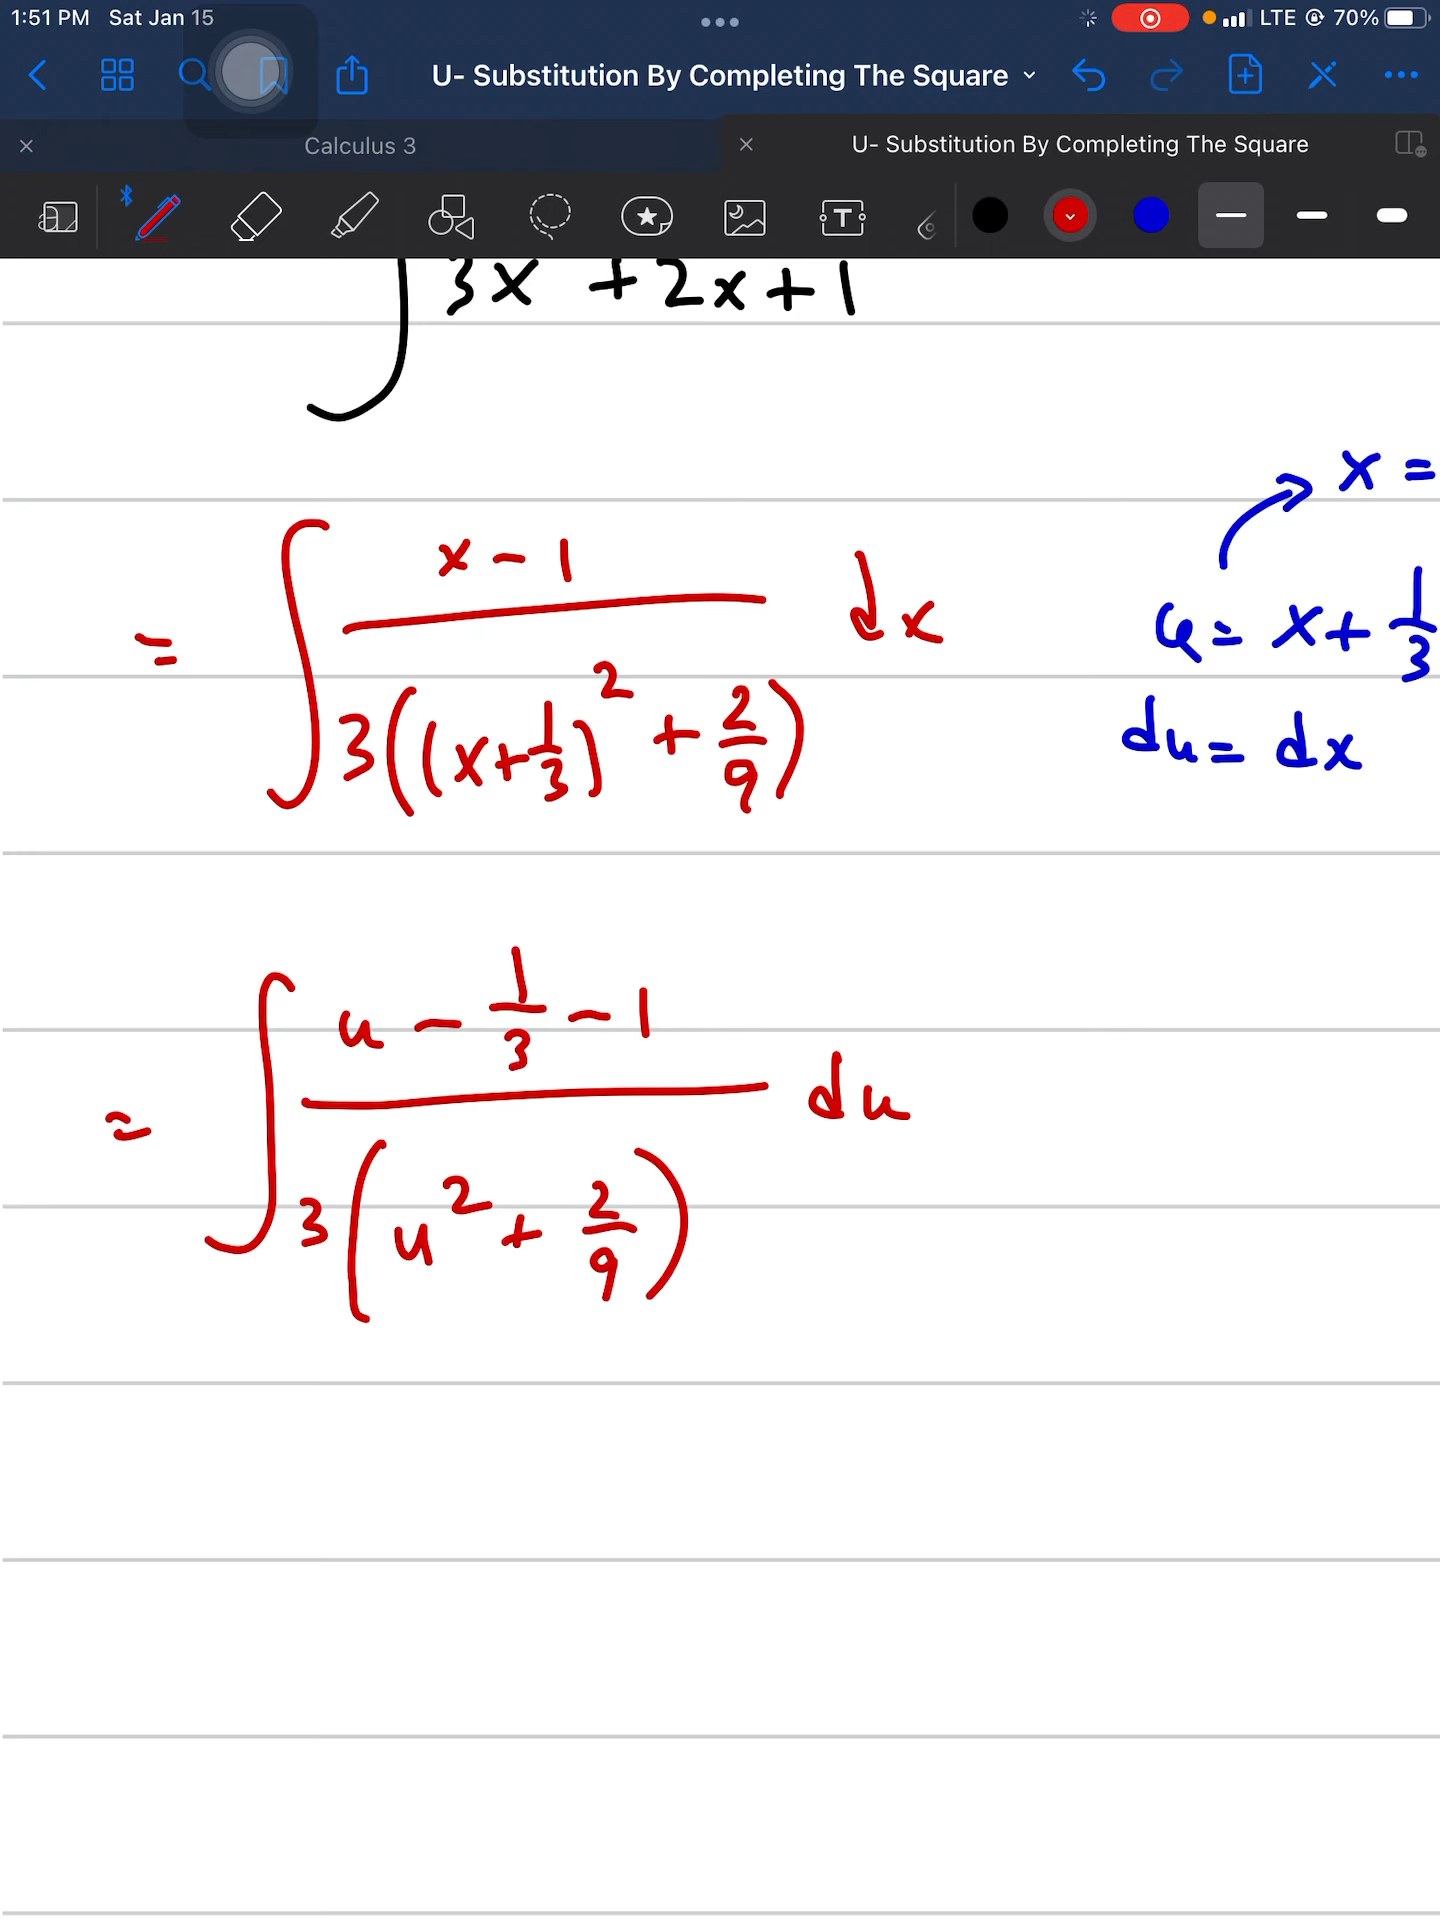 1:51 PM Sat Jan 15
LTE 70%
U- Substitution By Completing The Square
Calculus 3
U- Substitution By Completing The Square
3x + 2x + 1
x =
= ∫ (x - 1) / (3((x + 1/3)² + 2/9)) dx
u = x + 1/3
du = dx
= ∫ (u - 1/3 - 1) / (3(u² + 2/9)) du